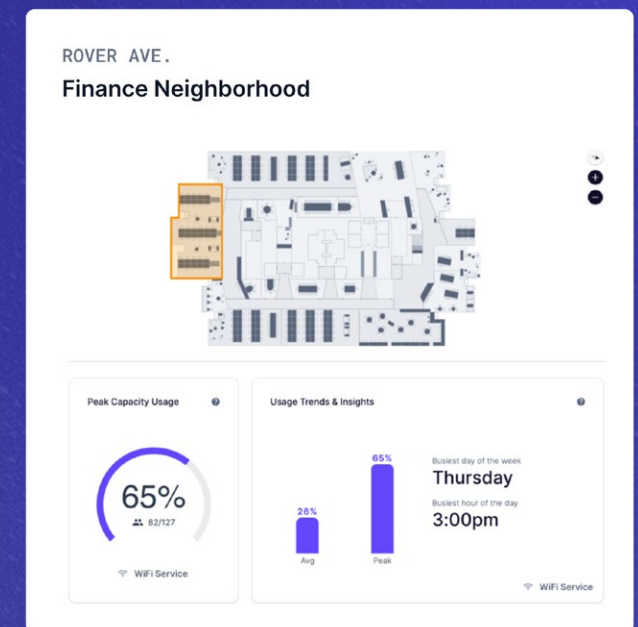 ROVER AVE.
Finance Neighborhood
+
−
Peak Capacity Usage ?
65%
82/127
WiFi Service
Usage Trends & Insights ?
26%
Avg
65%
Peak
Busiest day of the week
Thursday
Busiest hour of the day
3:00pm
WiFi Service